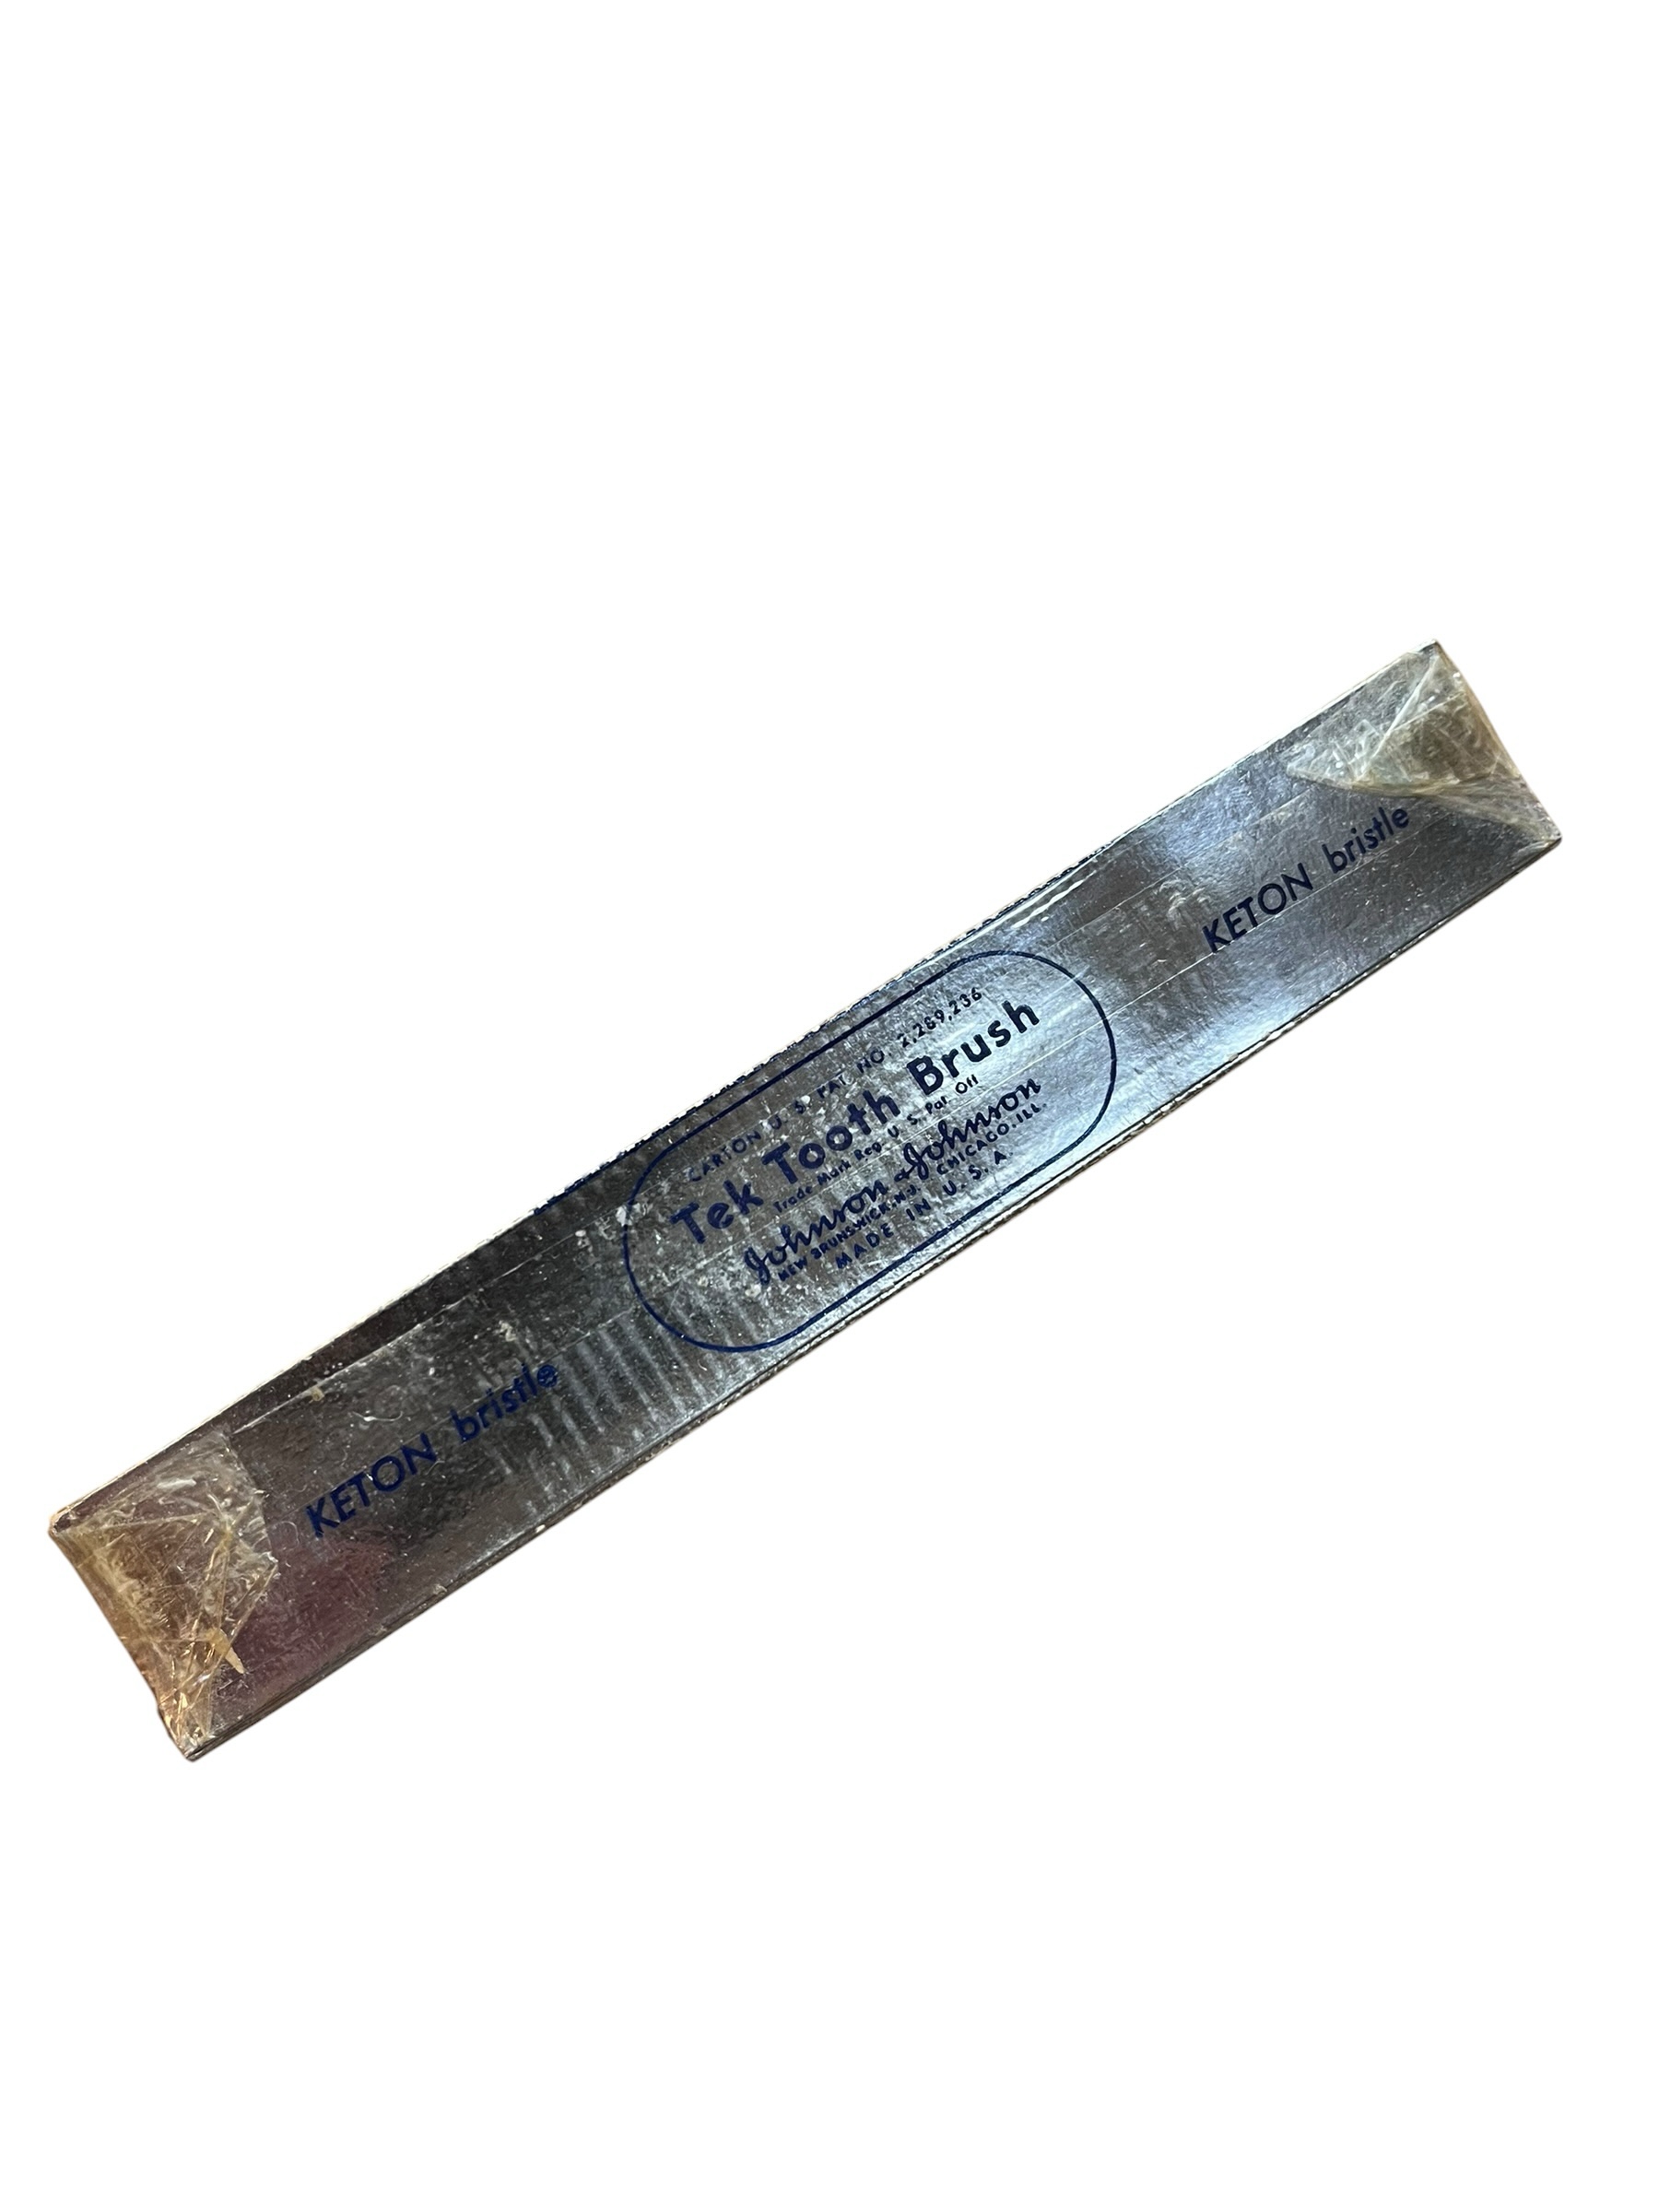 KETON bristle
CARTON U. S. PAT. NO. 2,289,236
Tek Tooth Brush
Trade Mark Reg. U. S. Pat. Off
Johnson & Johnson
NEW BRUNSWICK, N.J. CHICAGO, ILL.
MADE IN U. S. A
KETON bristle